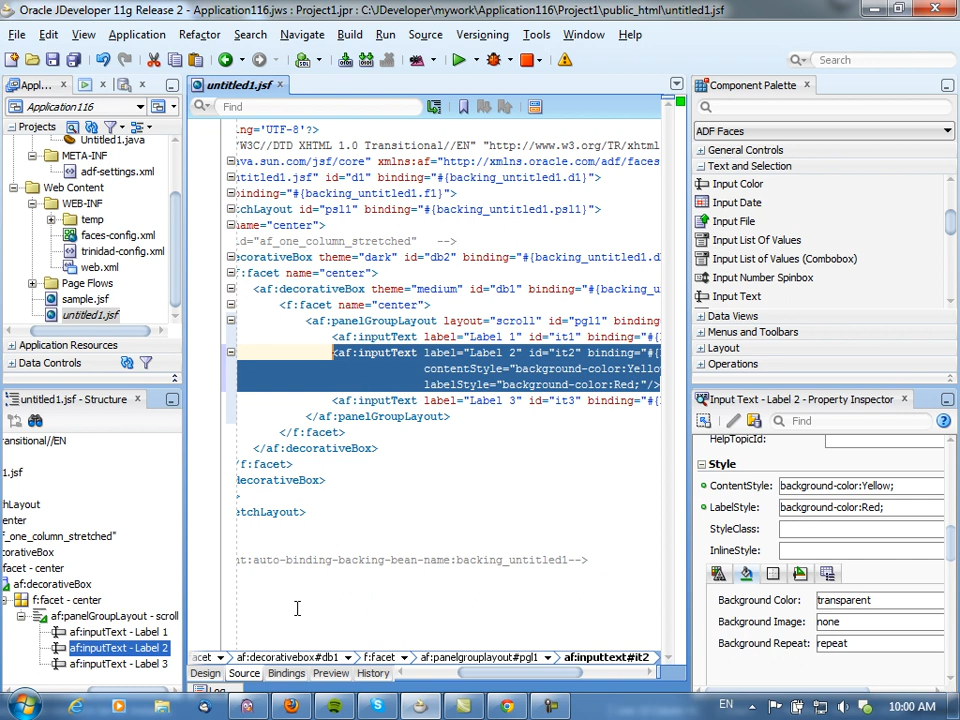 Oracle JDeveloper 11g Release 2 - Application116.jws : Project1.jpr : C:\JDeveloper\mywork\Application116\Project1\public_html\untitled1.jsf
File Edit View Application Refactor Search Navigate Build Run Source Versioning Tools Window Help
Search
Appl...
Application116
Projects
Untitled1.java
META-INF
adf-settings.xml
Web Content
WEB-INF
temp
faces-config.xml
trinidad-config.xml
web.xml
Page Flows
sample.jsf
untitled1.jsf
Application Resources
Data Controls
untitled1.jsf - Structure
ransitional//EN
1.jsf
chLayout
enter
f_one_column_stretched"
ecorativeBox
facet - center
af:decorativeBox
f:facet - center
af:panelGroupLayout - scroll
af:inputText - Label 1
af:inputText - Label 2
af:inputText - Label 3
untitled1.jsf
Find
ing='UTF-8'?>
"W3C//DTD XHTML 1.0 Transitional//EN" "http://www.w3.org/TR/xhtml
ava.sun.com/jsf/core" xmlns:af="http://xmlns.oracle.com/adf/faces
ntitled1.jsf" id="d1" binding="#{backing_untitled1.d1}">
binding="#{backing_untitled1.f1}">
tchLayout id="psl1" binding="#{backing_untitled1.psl1}">
name="center">
id="af_one_column_stretched" -->
ecorativeBox theme="dark" id="db2" binding="#{backing_untitled1.d
f:facet name="center">
<af:decorativeBox theme="medium" id="db1" binding="#{backing_u
<f:facet name="center">
<af:panelGroupLayout layout="scroll" id="pgl1" binding
<af:inputText label="Label 1" id="it1" binding="#{
<af:inputText label="Label 2" id="it2" binding="#{
contentStyle="background-color:Yello
labelStyle="background-color:Red;"/>
<af:inputText label="Label 3" id="it3" binding="#{
</af:panelGroupLayout>
</f:facet>
</af:decorativeBox>
/f:facet>
decorativeBox>
>
etchLayout>
nt:auto-binding-backing-bean-name:backing_untitled1-->
acet af:decorativebox#db1 f:facet af:panelgrouplayout#pgl1 af:inputtext#it2
Design Source Bindings Preview History
Log
Component Palette
ADF Faces
General Controls
Text and Selection
Input Color
Input Date
Input File
Input List Of Values
Input List of Values (Combobox)
Input Number Spinbox
Input Text
Data Views
Menus and Toolbars
Layout
Operations
Input Text - Label 2 - Property Inspector
Find
HelpTopicId:
Style
ContentStyle: background-color:Yellow;
LabelStyle: background-color:Red;
StyleClass:
InlineStyle:
Background Color: transparent
Background Image: none
Background Repeat: repeat
EN
10:00 AM